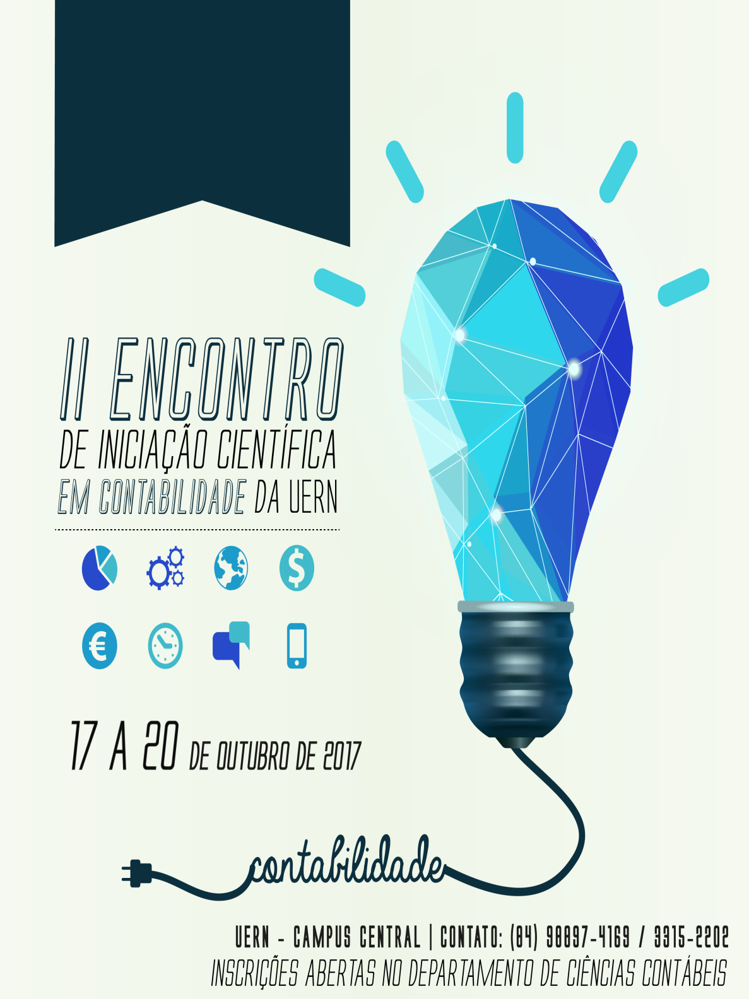 II ENCONTRO
DE INICIAÇÃO CIENTÍFICA
EM CONTABILIDADE DA UERN
$
€
17 A 20 DE OUTUBRO DE 2017
contabilidade
UERN - CAMPUS CENTRAL | CONTATO: (84) 98897-4169 / 3315-2202
INSCRIÇÕES ABERTAS NO DEPARTAMENTO DE CIÊNCIAS CONTÁBEIS